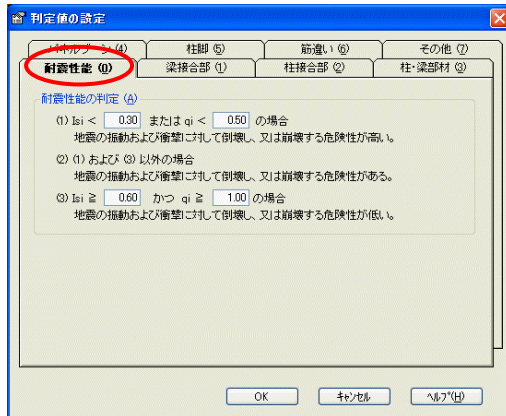 判定値の設定
パネルゾーン (4) 柱脚 (5) 筋違い (6) その他 (7)
耐震性能 (0) 梁接合部 (1) 柱接合部 (2) 柱・梁部材 (3)
耐震性能の判定 (A)
(1) Isi < 0.30 または qi < 0.50 の場合
地震の振動および衝撃に対して倒壊し、又は崩壊する危険性が高い。
(2) (1) および (3) 以外の場合
地震の振動および衝撃に対して倒壊し、又は崩壊する危険性がある。
(3) Isi ≧ 0.60 かつ qi ≧ 1.00 の場合
地震の振動および衝撃に対して倒壊し、又は崩壊する危険性が低い。
OK キャンセル ヘルプ(H)